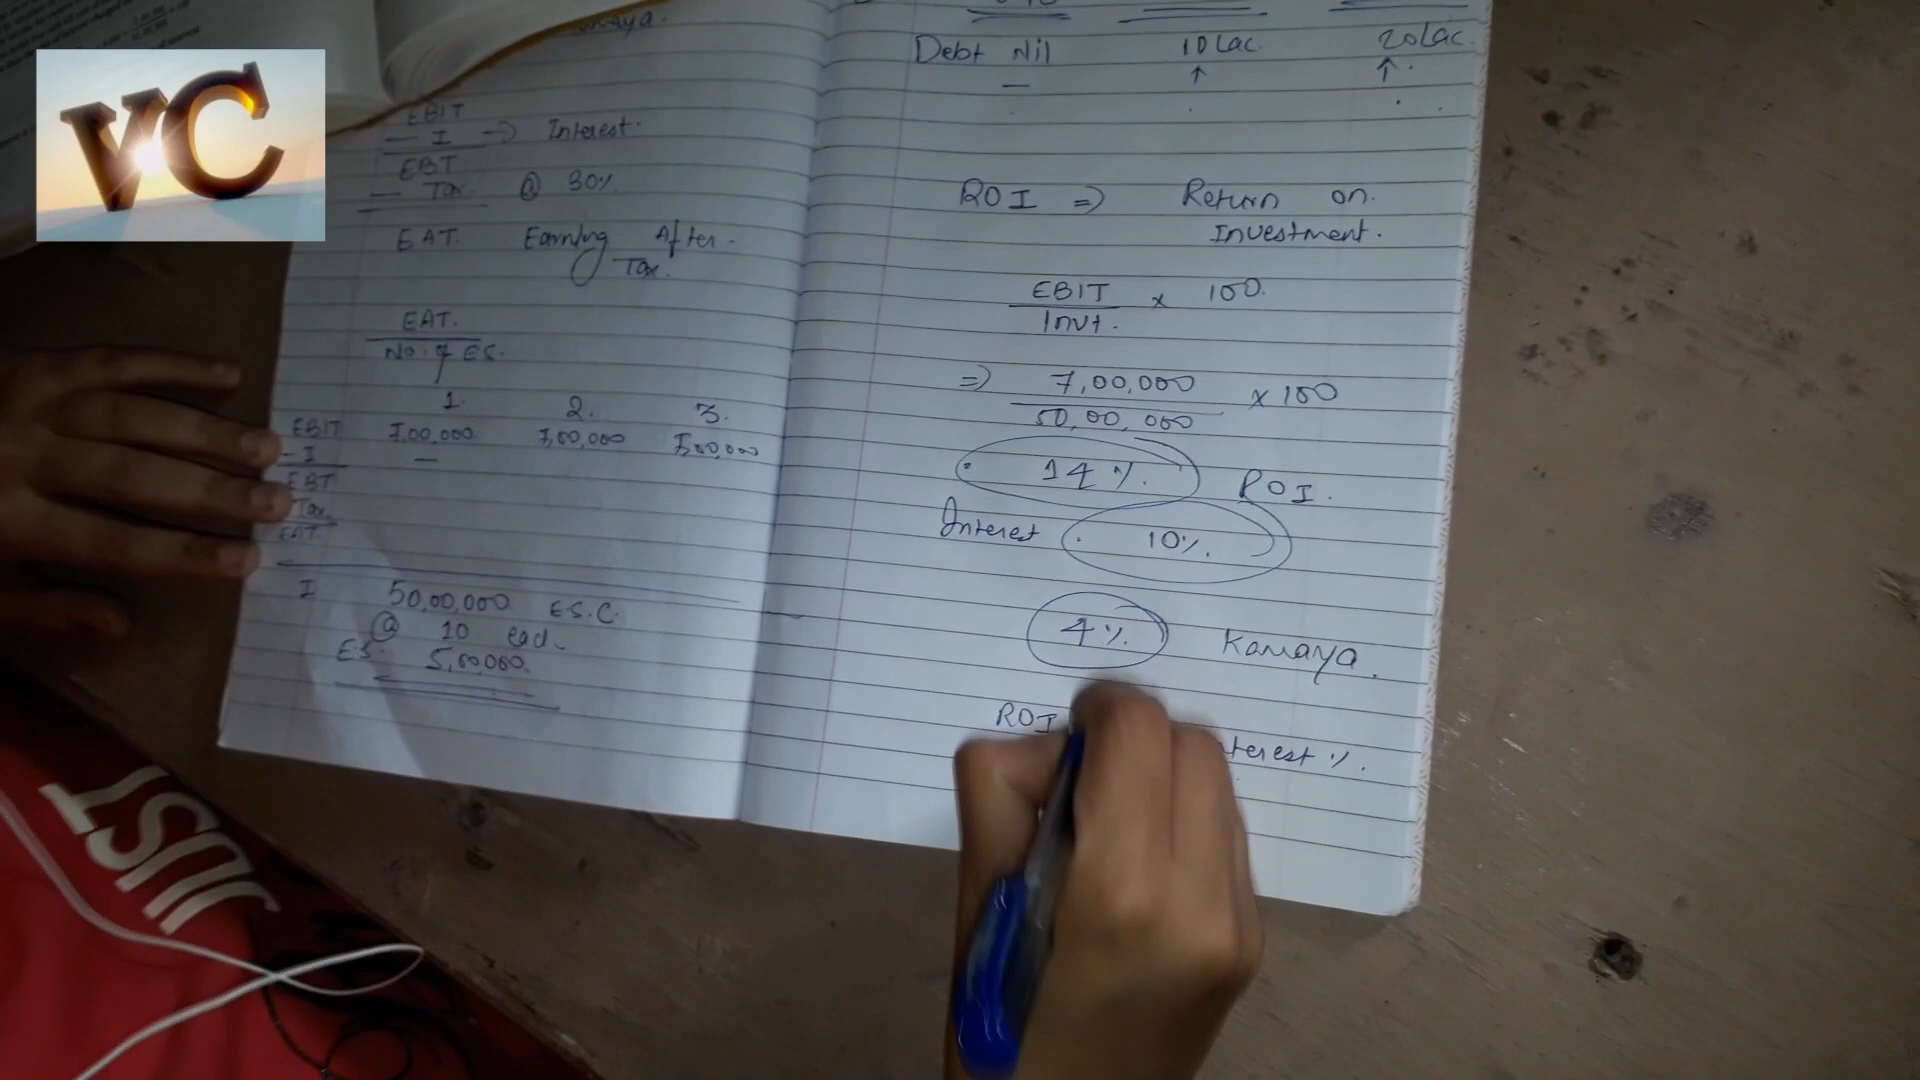 VC
EBIT
- I → Interest.
EBT
- Tax. @ 30%
EAT. Earning After -
Tax.
EAT.
No. of ES.
1. 2. 3.
EBIT 7,00,000 7,00,000
- I —
EBT
Tax
EAT.
I 50,00,000 E.S.C.
@ 10 each
E.S. 5,00,000.
Debt Nil 10 Lac. 20 Lac.
—
ROI ⇒ Return on.
Investment.
EBIT × 100.
Invt.
⇒ 7,00,000 × 100
50,00,000
14%. ROI.
Interest 10%.
4%. Kamaya.
ROI
terest %.
JUST